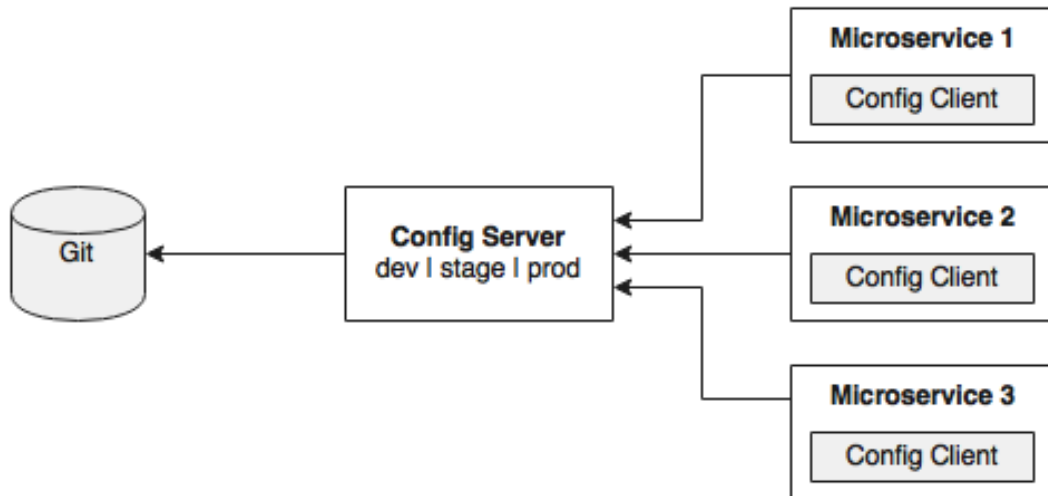 Git
Config Server
dev | stage | prod
Microservice 1
Config Client
Microservice 2
Config Client
Microservice 3
Config Client